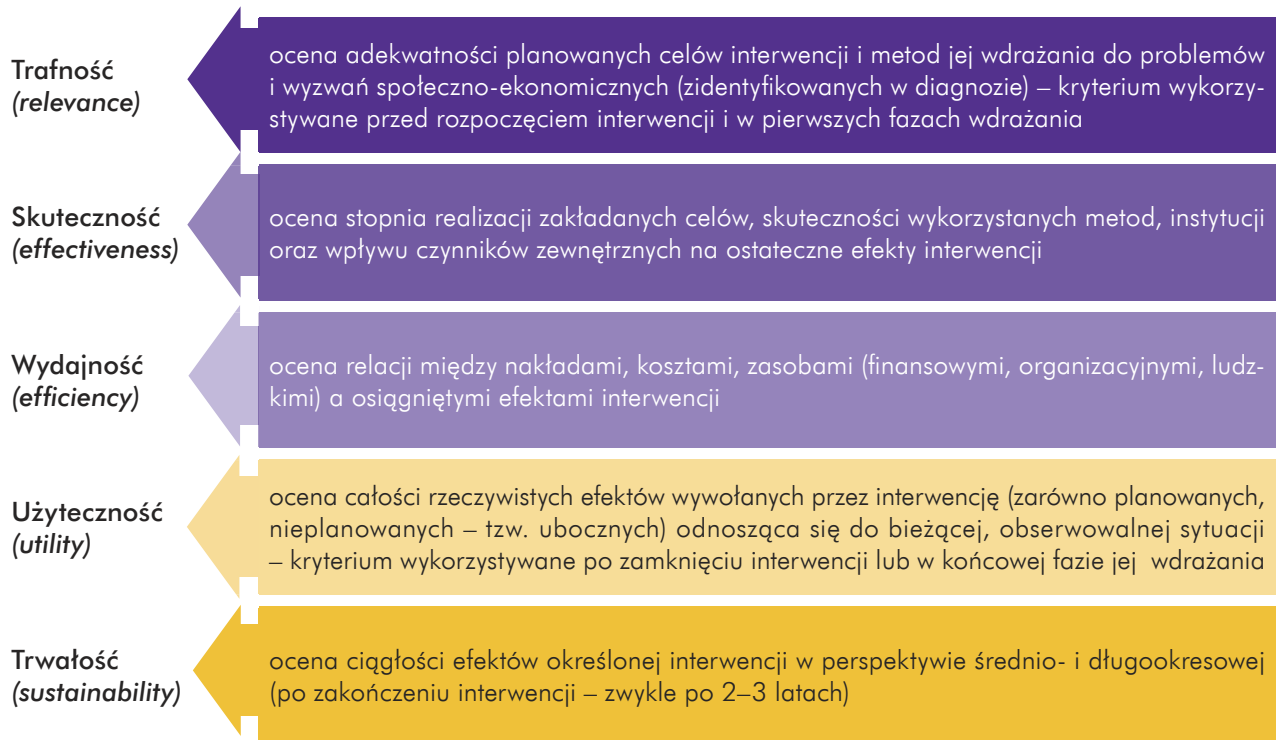 Trafność
(relevance)
ocena adekwatności planowanych celów interwencji i metod jej wdrażania do problemów
i wyzwań społeczno-ekonomicznych (zidentyfikowanych w diagnozie) – kryterium wykorzy-
stywane przed rozpoczęciem interwencji i w pierwszych fazach wdrażania
Skuteczność
(effectiveness)
ocena stopnia realizacji zakładanych celów, skuteczności wykorzystanych metod, instytucji
oraz wpływu czynników zewnętrznych na ostateczne efekty interwencji
Wydajność
(efficiency)
ocena relacji między nakładami, kosztami, zasobami (finansowymi, organizacyjnymi, ludz-
kimi) a osiągniętymi efektami interwencji
Użyteczność
(utility)
ocena całości rzeczywistych efektów wywołanych przez interwencję (zarówno planowanych,
nieplanowanych – tzw. ubocznych) odnosząca się do bieżącej, obserwowalnej sytuacji
– kryterium wykorzystywane po zamknięciu interwencji lub w końcowej fazie jej wdrażania
Trwałość
(sustainability)
ocena ciągłości efektów określonej interwencji w perspektywie średnio- i długookresowej
(po zakończeniu interwencji – zwykle po 2–3 latach)